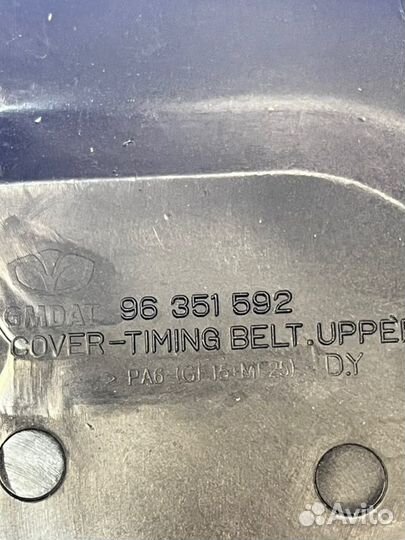 GMDAT 96 351 592
COVER-TIMING BELT.UPPER
>PA6-(GF15+MF25)< D.Y
Avito